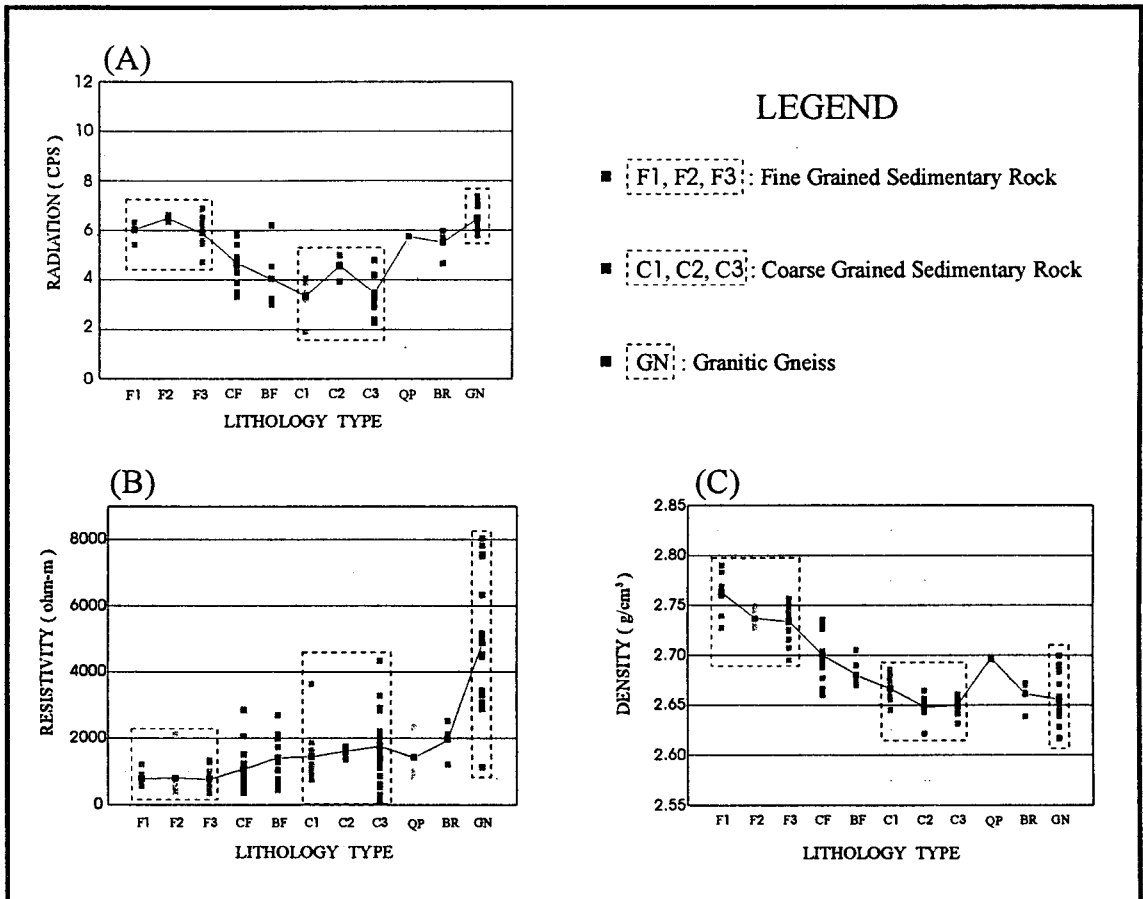 (A)
12
10
8
6
4
2
0
RADIATION ( CPS )
F1 F2 F3 CF BF C1 C2 C3 QP BR GN
LITHOLOGY TYPE
LEGEND
F1, F2, F3 : Fine Grained Sedimentary Rock
C1, C2, C3 : Coarse Grained Sedimentary Rock
GN : Granitic Gneiss
(B)
8000
6000
4000
2000
0
RESISTIVITY ( ohm-m )
F1 F2 F3 CF BF C1 C2 C3 QP BR GN
LITHOLOGY TYPE
(C)
2.85
2.80
2.75
2.70
2.65
2.60
2.55
DENSITY ( g/cm³ )
F1 F2 F3 CF BF C1 C2 C3 QP BR GN
LITHOLOGY TYPE